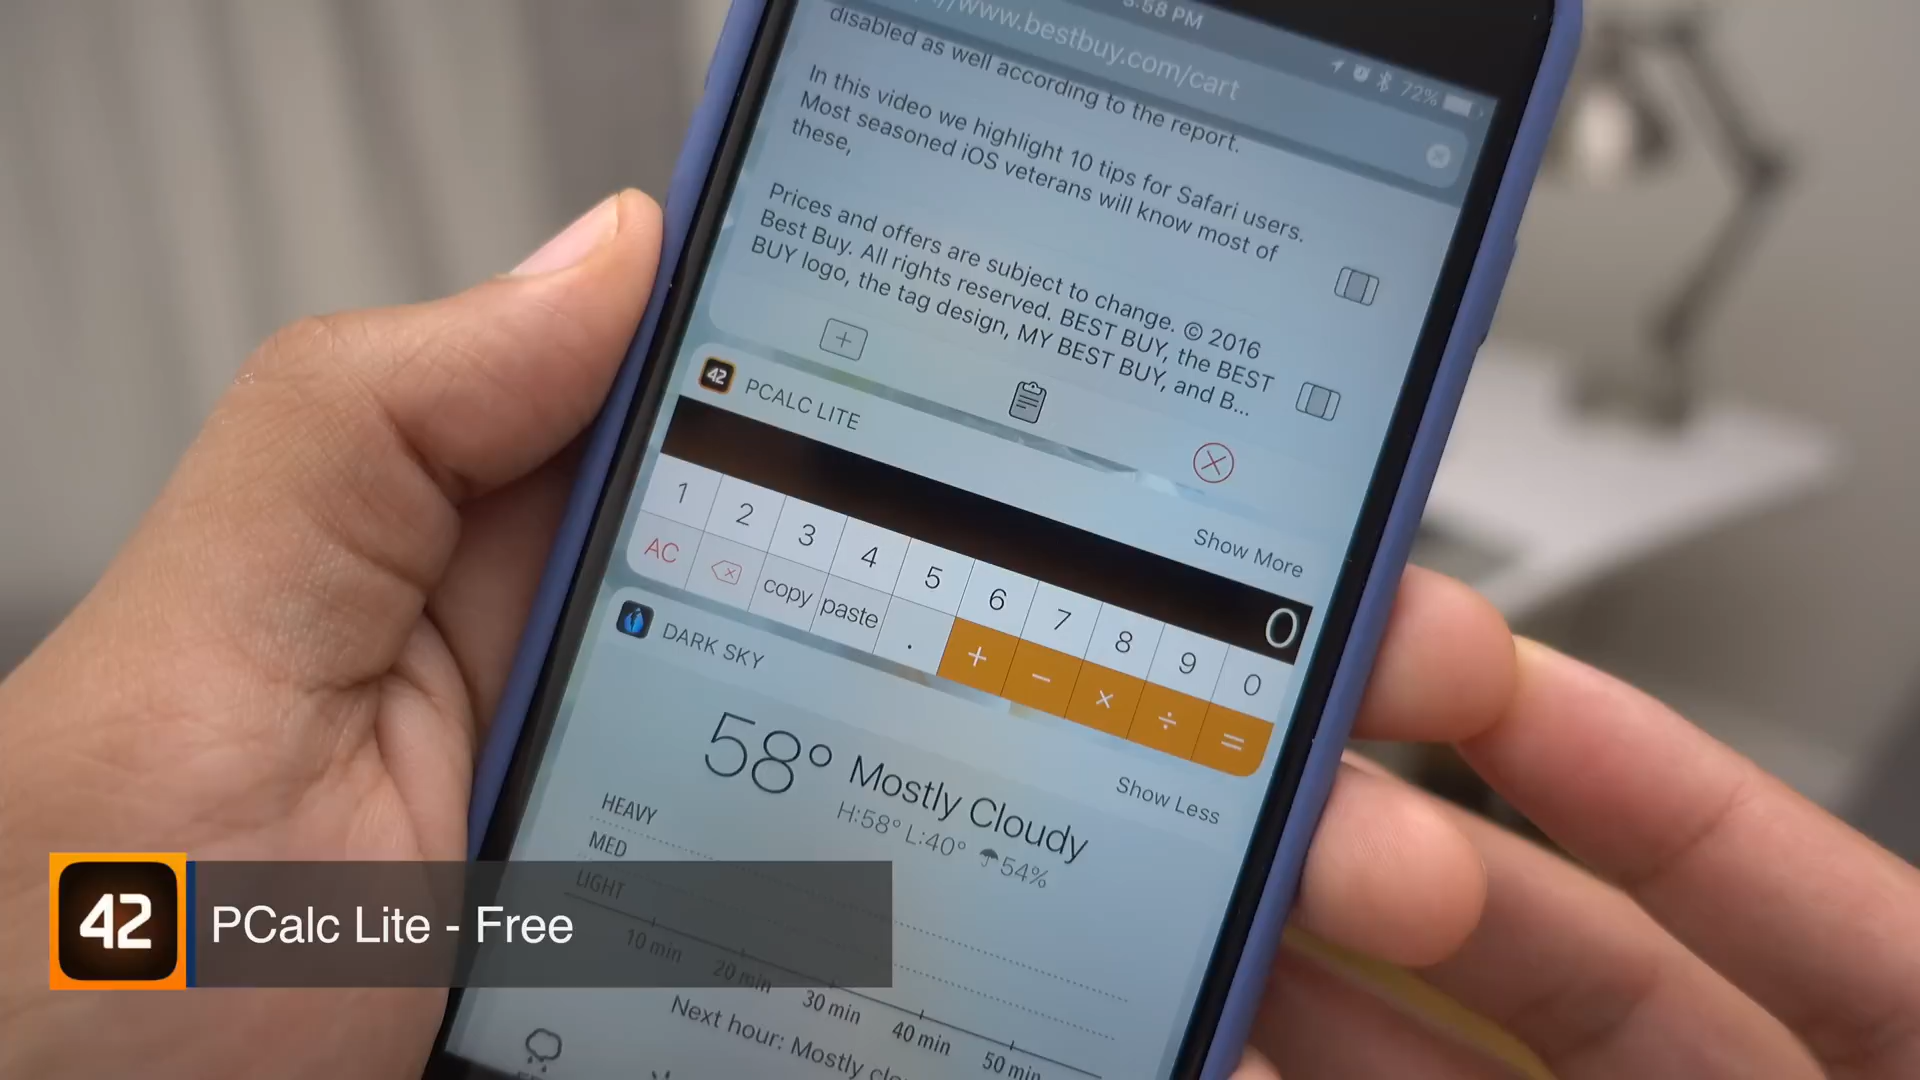 :58 PM
72%
//www.bestbuy.com/cart
disabled as well according to the report.
In this video we highlight 10 tips for Safari users.
Most seasoned iOS veterans will know most of
these,
Prices and offers are subject to change. © 2016
Best Buy. All rights reserved. BEST BUY, the BEST
BUY logo, the tag design, MY BEST BUY, and B...
42 PCALC LITE
Show More
0
1 2 3 4 5 6 7 8 9 0
AC copy paste . + − × ÷ =
DARK SKY
Show Less
58° Mostly Cloudy
H:58° L:40° 54%
HEAVY
MED
LIGHT
10 min 20 min 30 min 40 min 50 min
Next hour: Mostly clo
42 PCalc Lite - Free